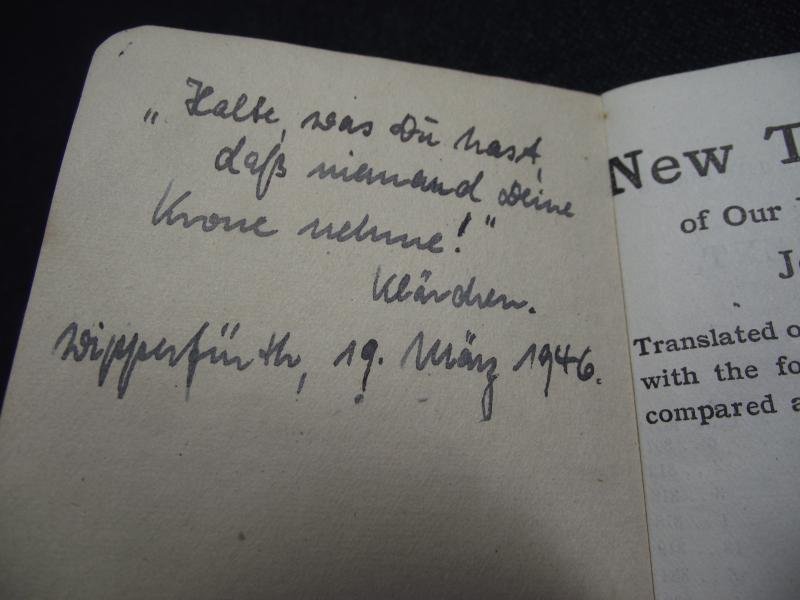 „Halte, was Du hast,
daß niemand Deine
Krone nehme!"
Klärchen.
Wipperfürth, 19. März 1946.
New T
of Our
Je
Translated o
with the fo
compared a